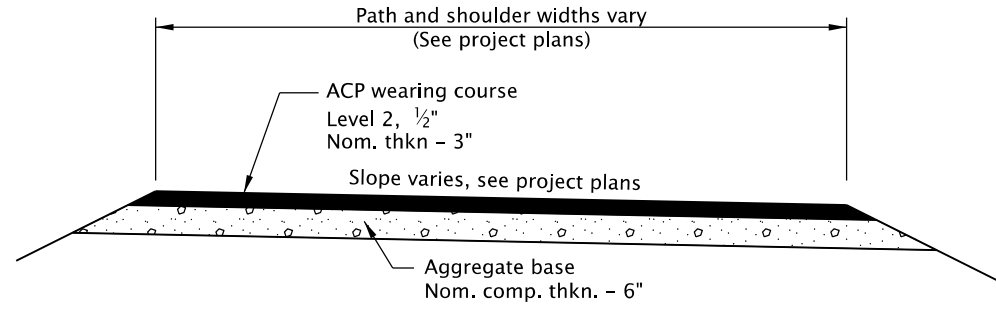 Path and shoulder widths vary
(See project plans)
ACP wearing course
Level 2, ½"
Nom. thkn – 3"
Slope varies, see project plans
Aggregate base
Nom. comp. thkn. – 6"